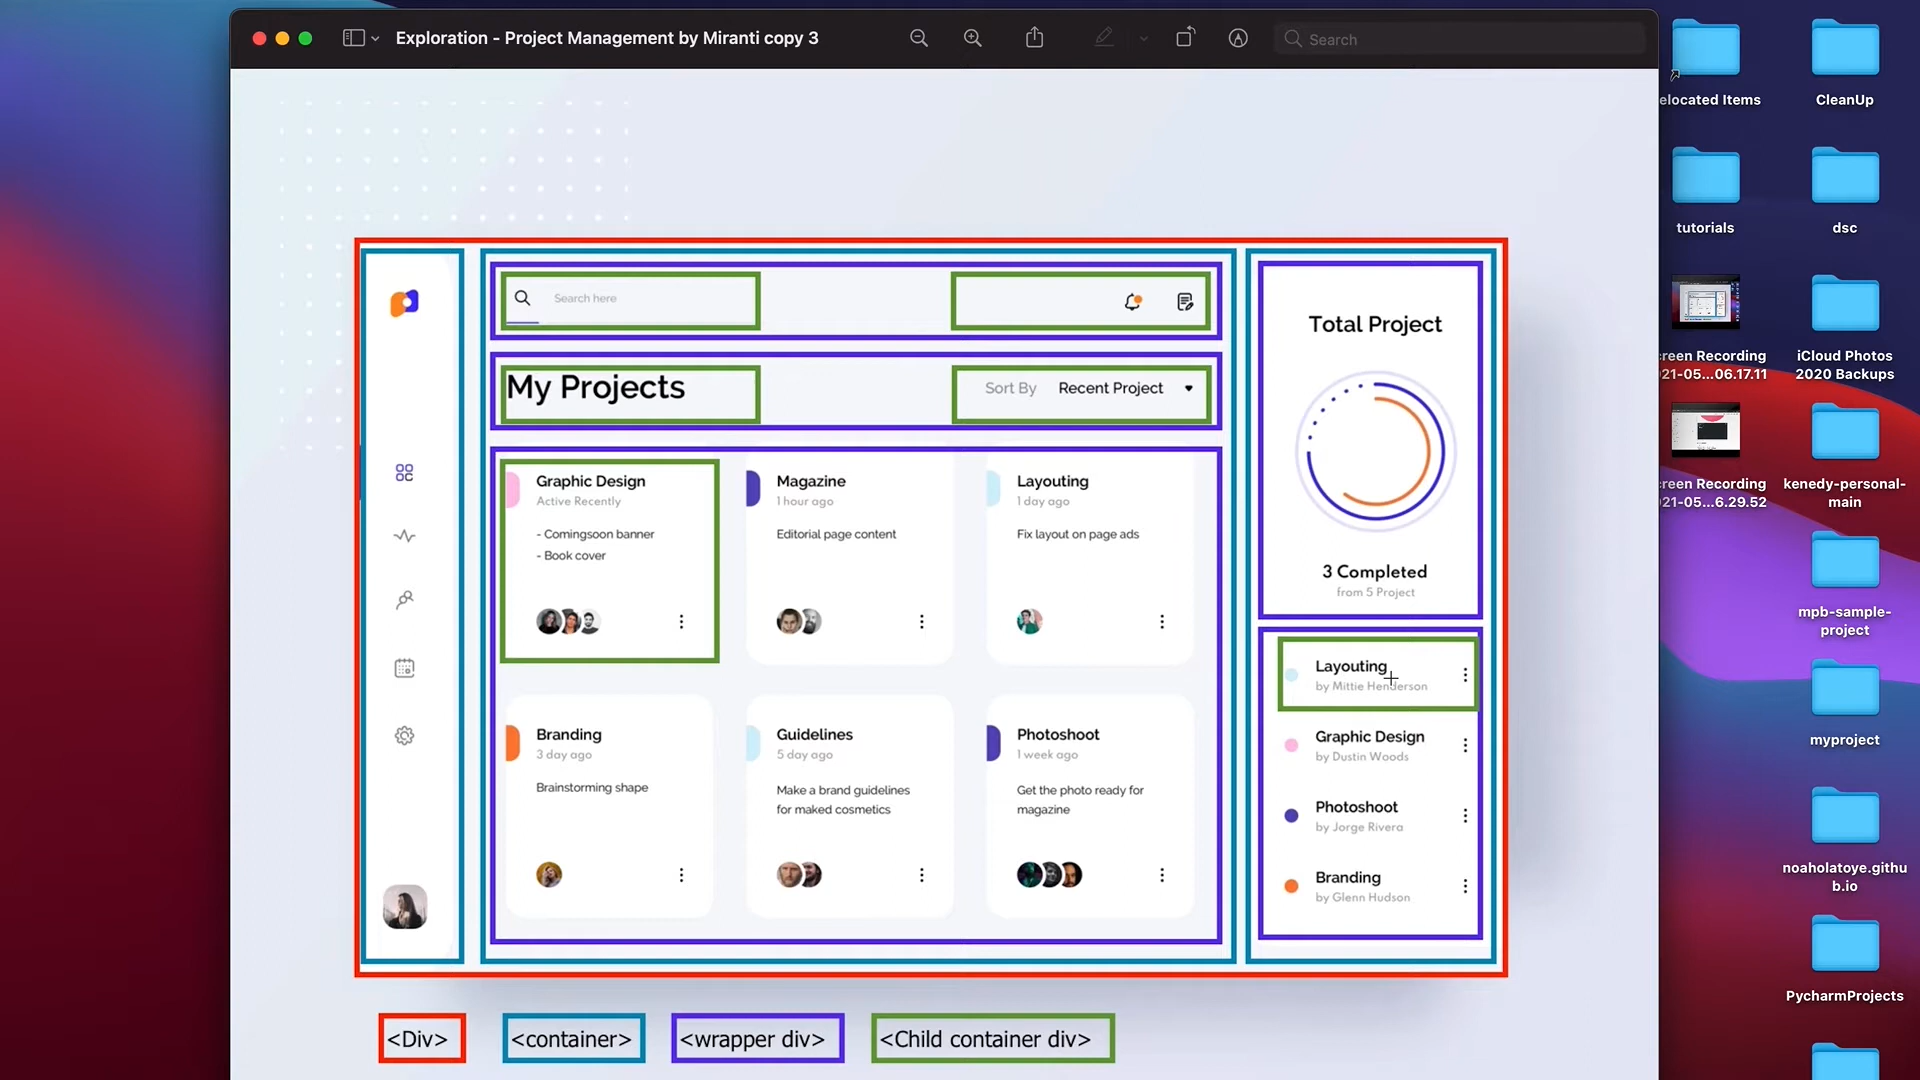 Exploration - Project Management by Miranti copy 3
Search
elocated Items
CleanUp
tutorials
dsc
creen Recording
21-05...06.17.11
iCloud Photos
2020 Backups
creen Recording
21-05...6.29.52
kenedy-personal-
main
mpb-sample-
project
myproject
noaholatoye.githu
b.io
PycharmProjects
Search here
My Projects
Sort By Recent Project
Graphic Design
Active Recently
- Comingsoon banner
- Book cover
Magazine
1 hour ago
Editorial page content
Layouting
1 day ago
Fix layout on page ads
Branding
3 day ago
Brainstorming shape
Guidelines
5 day ago
Make a brand guidelines
for maked cosmetics
Photoshoot
1 week ago
Get the photo ready for
magazine
Total Project
3 Completed
from 5 Project
Layouting
by Mittie Henderson
Graphic Design
by Dustin Woods
Photoshoot
by Jorge Rivera
Branding
by Glenn Hudson
<Div>
<container>
<wrapper div>
<Child container div>